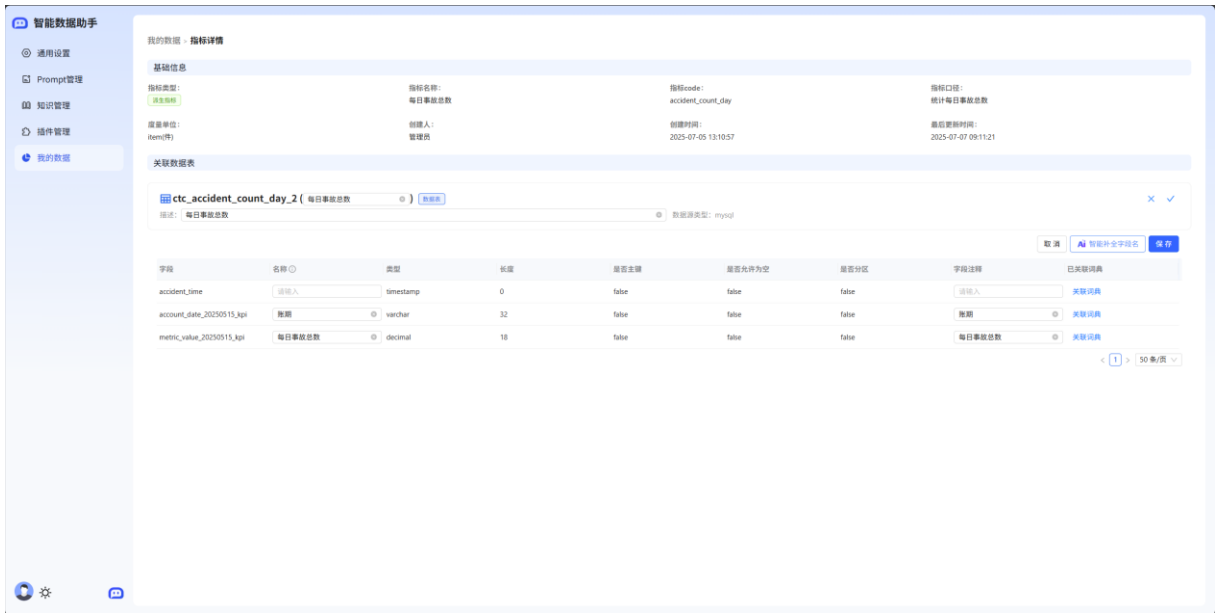 智能数据助手
通用设置
Prompt管理
知识管理
插件管理
我的数据
我的数据 > 指标详情
基础信息
指标类型: 指标名称: 指标code: 指标口径:
派生指标 每日事故总数 accident_count_day 统计每日事故总数
度量单位: 创建人: 创建时间: 最后更新时间:
item(件) 管理员 2025-07-05 13:10:57 2025-07-07 09:11:21
关联数据表
ctc_accident_count_day_2 ( 每日事故总数 ) 数据表
描述: 每日事故总数 数据源类型: mysql
取 消 Ai 智能补全字段名 保 存
字段 名称 类型 长度 是否主键 是否允许为空 是否分区 字段注释 已关联词典
accident_time 请输入 timestamp 0 false false false 请输入 关联词典
account_date_20250515_kpi 账期 varchar 32 false false false 账期 关联词典
metric_value_20250515_kpi 每日事故总数 decimal 18 false false false 每日事故总数 关联词典
< 1 > 50 条/页